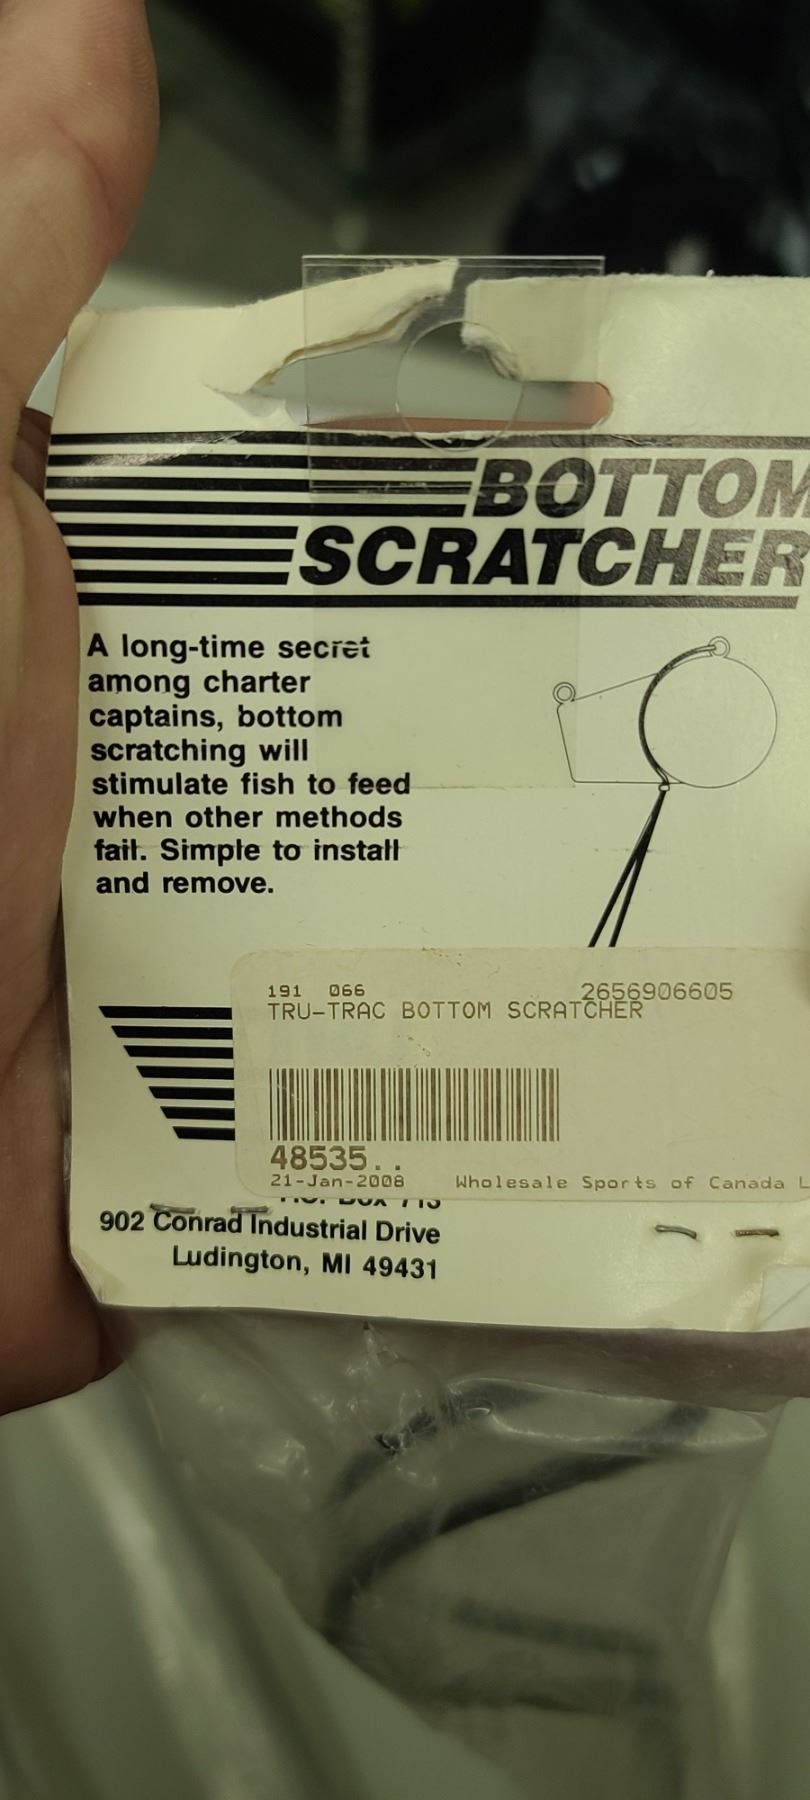 BOTTOM
SCRATCHER
A long-time secret
among charter
captains, bottom
scratching will
stimulate fish to feed
when other methods
fail. Simple to install
and remove.
191 066 2656906605
TRU-TRAC BOTTOM SCRATCHER
48535..
21-Jan-2008 Wholesale Sports of Canada L
P.O. Box 713
902 Conrad Industrial Drive
Ludington, MI 49431